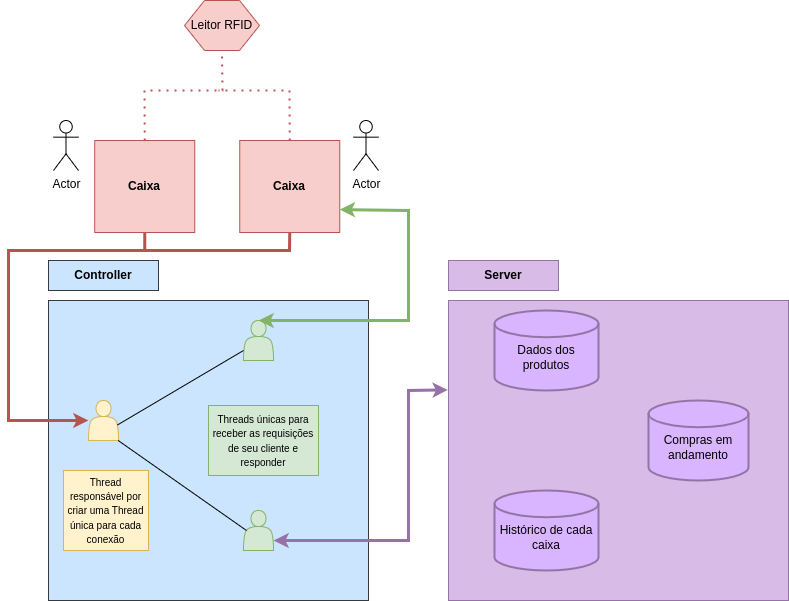 Leitor RFID
Actor
Caixa
Caixa
Actor
Controller
Server
Dados dos
produtos
Threads únicas para
receber as requisições
de seu cliente e
responder
Compras em
andamento
Thread
responsável por
criar uma Thread
única para cada
conexão
Histórico de cada
caixa